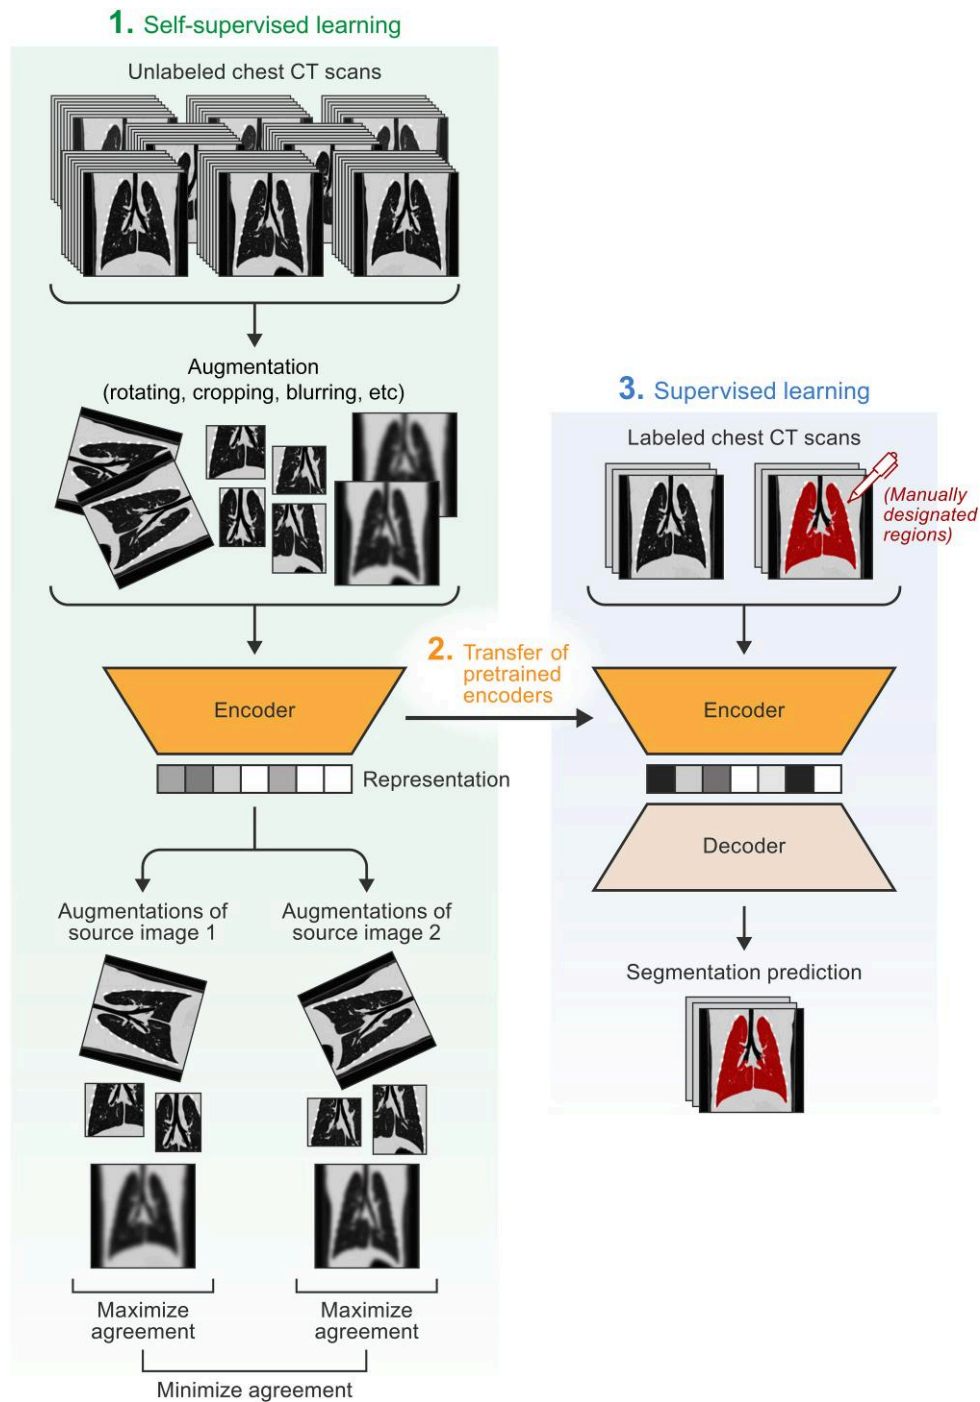 1. Self-supervised learning
Unlabeled chest CT scans
Augmentation
(rotating, cropping, blurring, etc)
Encoder
Representation
Augmentations of
source image 1
Augmentations of
source image 2
Maximize
agreement
Maximize
agreement
Minimize agreement
2. Transfer of
pretrained
encoders
3. Supervised learning
Labeled chest CT scans
(Manually
designated
regions)
Encoder
Decoder
Segmentation prediction